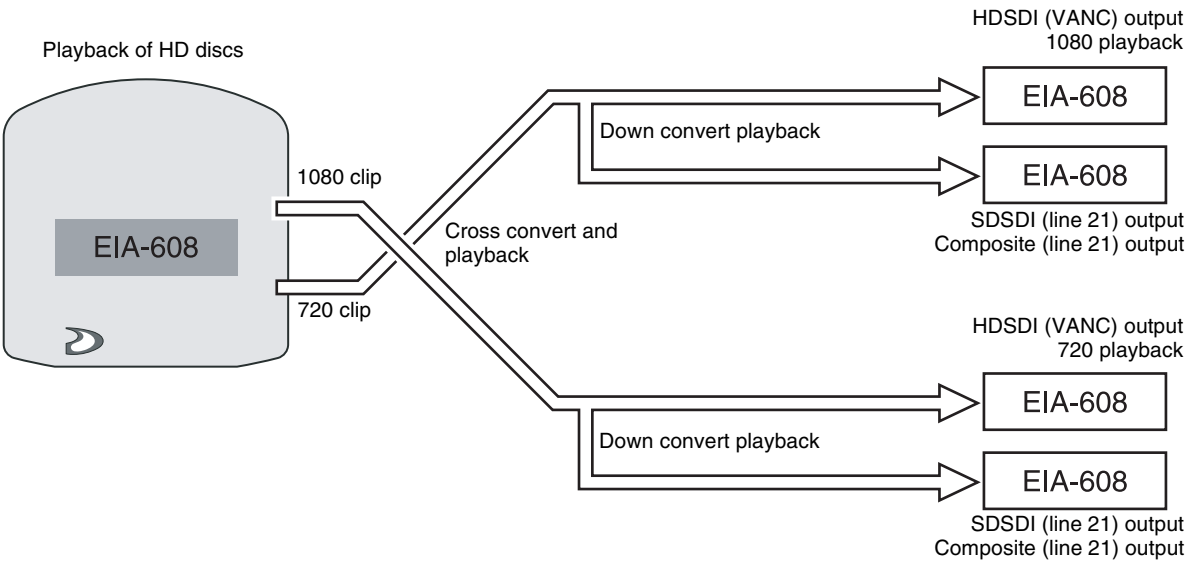 Playback of HD discs
EIA-608
1080 clip
720 clip
Cross convert and
playback
HDSDI (VANC) output
1080 playback
EIA-608
Down convert playback
EIA-608
SDSDI (line 21) output
Composite (line 21) output
HDSDI (VANC) output
720 playback
EIA-608
Down convert playback
EIA-608
SDSDI (line 21) output
Composite (line 21) output